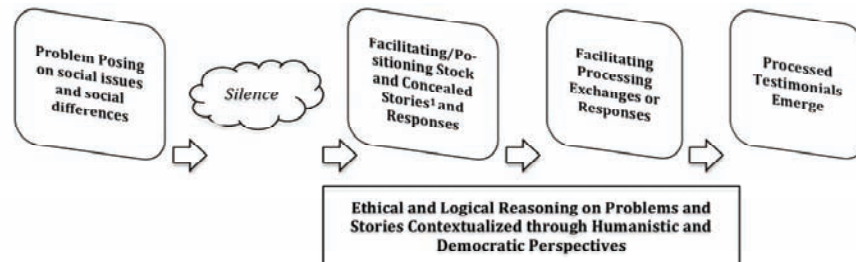 Problem Posing
on social issues
and social
differences
Silence
Facilitating/Po-
sitioning Stock
and Concealed
Stories¹ and
Responses
Facilitating
Processing
Exchanges or
Responses
Processed
Testimonials
Emerge
Ethical and Logical Reasoning on Problems and
Stories Contextualized through Humanistic and
Democratic Perspectives